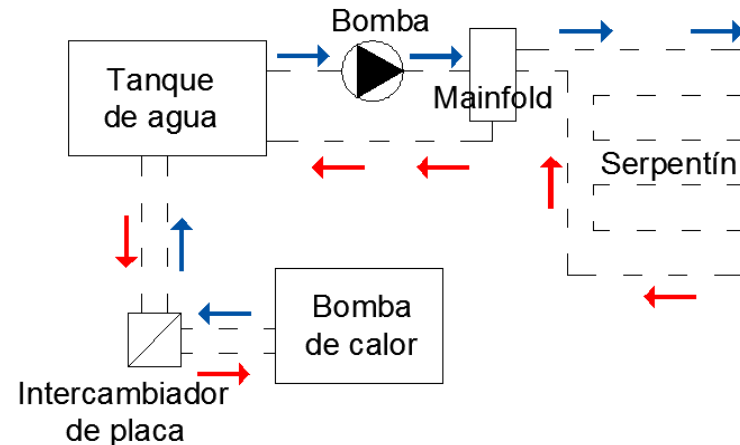 Bomba
Tanque
de agua
Mainfold
Serpentín
Bomba
de calor
Intercambiador
de placa